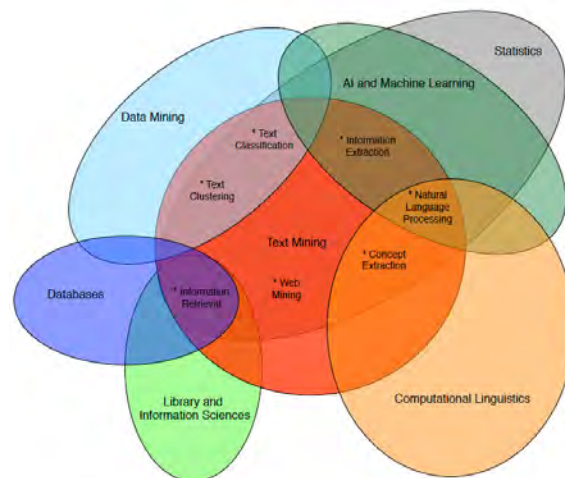 Statistics
AI and Machine Learning
Data Mining
* Text
Classification
* Information
Extraction
* Text
Clustering
* Natural
Language
Processing
Text Mining
* Concept
Extraction
Databases
* Information
Retrieval
* Web
Mining
Library and
Information Sciences
Computational Linguistics